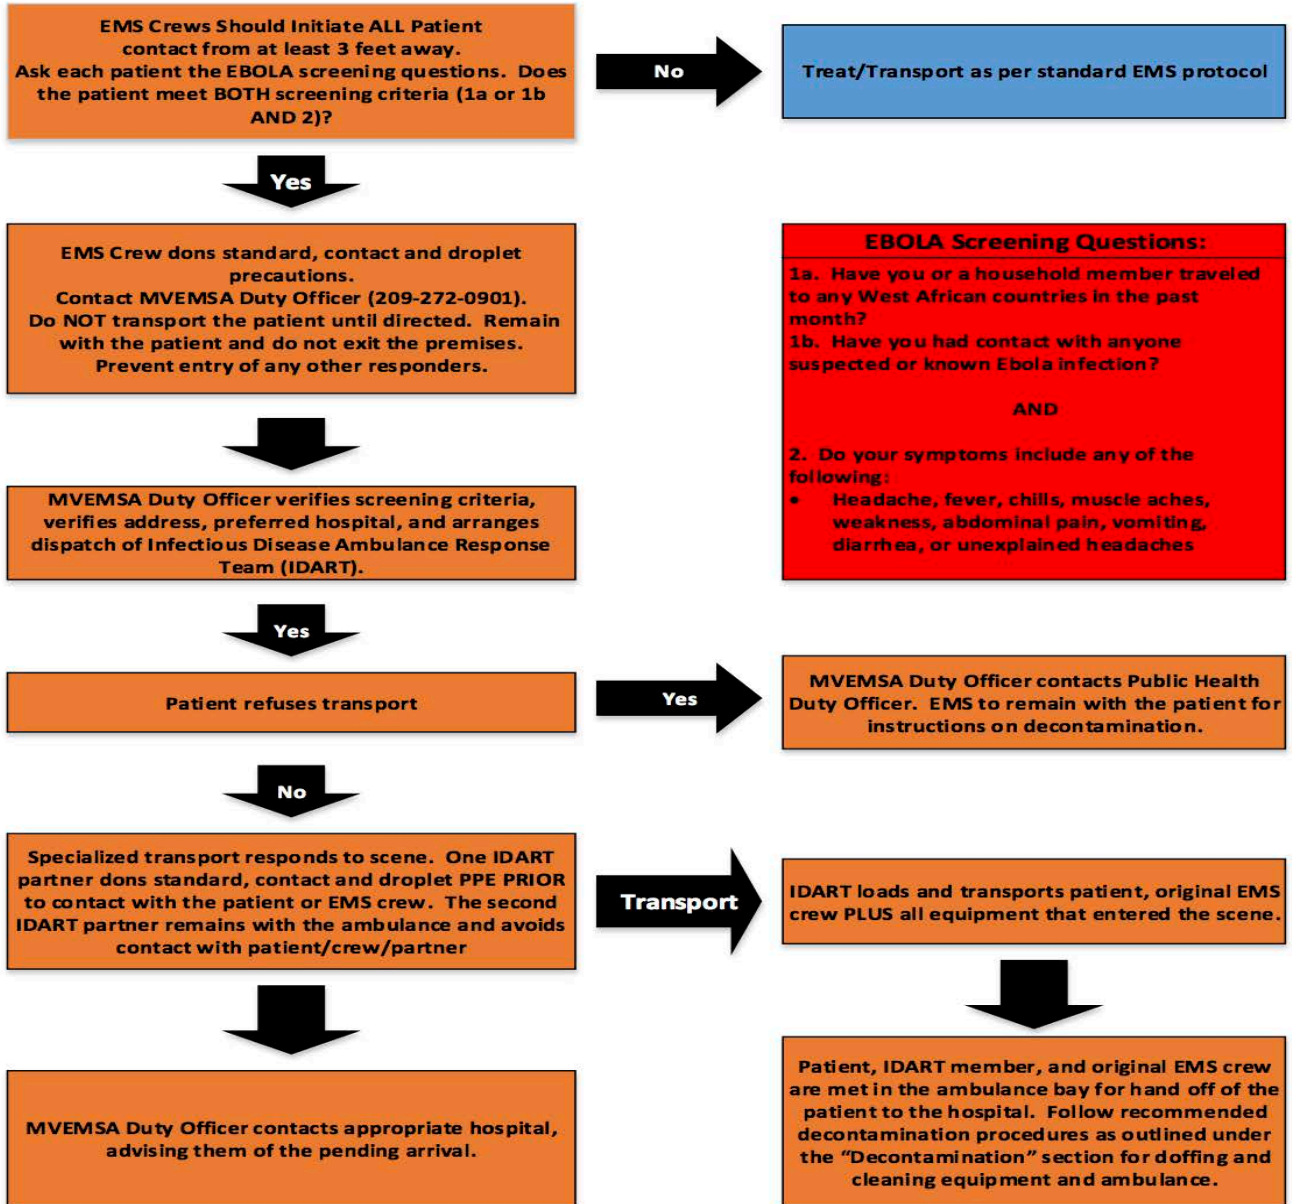 EMS Crews Should Initiate ALL Patient
contact from at least 3 feet away.
Ask each patient the EBOLA screening questions.  Does
the patient meet BOTH screening criteria (1a or 1b
AND 2)?
No
Treat/Transport as per standard EMS protocol
Yes
EMS Crew dons standard, contact and droplet
precautions.
Contact MVEMSA Duty Officer (209-272-0901).
Do NOT transport the patient until directed.  Remain
with the patient and do not exit the premises.
Prevent entry of any other responders.
EBOLA Screening Questions:
1a.  Have you or a household member traveled
to any West African countries in the past
month?
1b.  Have you had contact with anyone
suspected or known Ebola infection?
AND
2.  Do your symptoms include any of the
following:
• Headache, fever, chills, muscle aches,
weakness, abdominal pain, vomiting,
diarrhea, or unexplained headaches
MVEMSA Duty Officer verifies screening criteria,
verifies address, preferred hospital, and arranges
dispatch of Infectious Disease Ambulance Response
Team (IDART).
Yes
Patient refuses transport
Yes
MVEMSA Duty Officer contacts Public Health
Duty Officer.  EMS to remain with the patient for
instructions on decontamination.
No
Specialized transport responds to scene.  One IDART
partner dons standard, contact and droplet PPE PRIOR
to contact with the patient or EMS crew.  The second
IDART partner remains with the ambulance and avoids
contact with patient/crew/partner
Transport
IDART loads and transports patient, original EMS
crew PLUS all equipment that entered the scene.
MVEMSA Duty Officer contacts appropriate hospital,
advising them of the pending arrival.
Patient, IDART member, and original EMS crew
are met in the ambulance bay for hand off of the
patient to the hospital.  Follow recommended
decontamination procedures as outlined under
the “Decontamination” section for doffing and
cleaning equipment and ambulance.